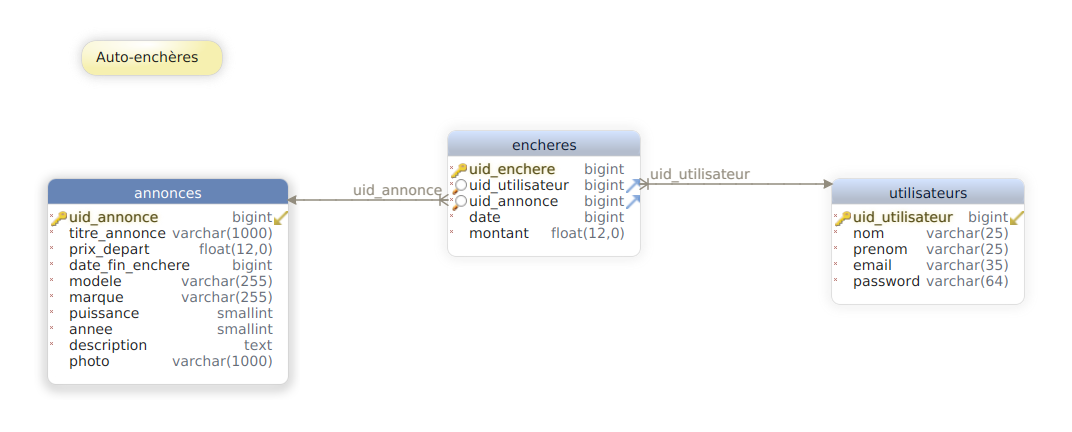 Auto-enchères
encheres
uid_enchere bigint
uid_utilisateur bigint
uid_annonce bigint
date bigint
montant float(12,0)
uid_annonce
uid_utilisateur
annonces
uid_annonce bigint
titre_annonce varchar(1000)
prix_depart float(12,0)
date_fin_enchere bigint
modele varchar(255)
marque varchar(255)
puissance smallint
annee smallint
description text
photo varchar(1000)
utilisateurs
uid_utilisateur bigint
nom varchar(25)
prenom varchar(25)
email varchar(35)
password varchar(64)